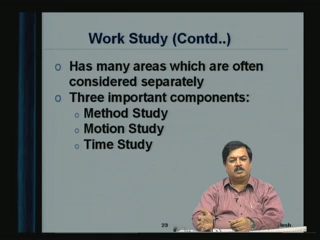 Work Study (Contd..)
o Has many areas which are often
considered separately
o Three important components:
o Method Study
o Motion Study
o Time Study